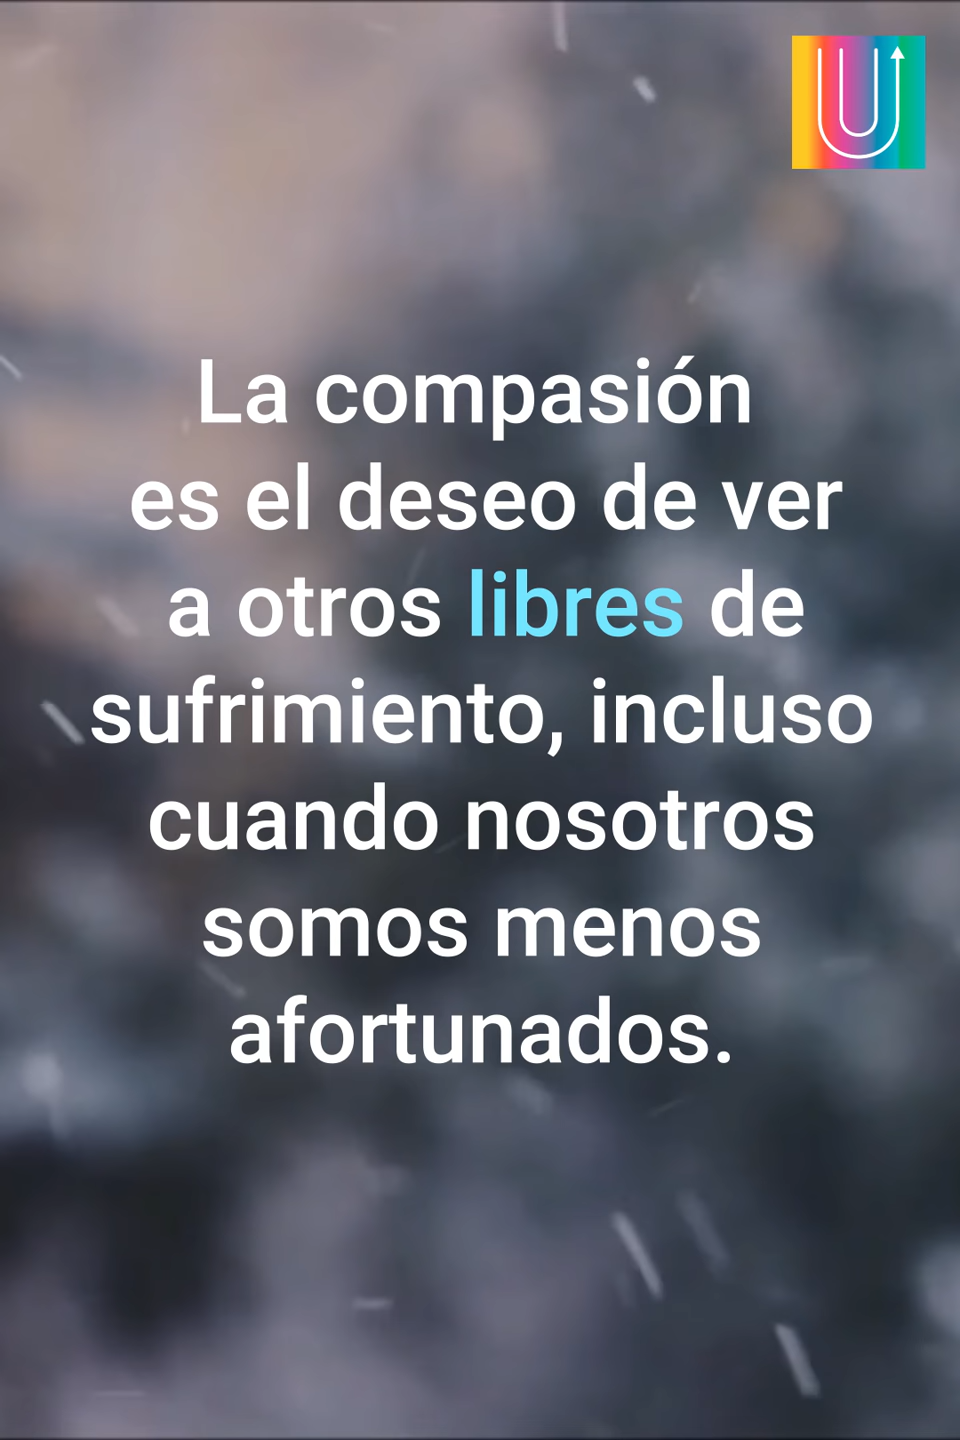 La compasión
es el deseo de ver
a otros libres de
sufrimiento, incluso
cuando nosotros
somos menos
afortunados.